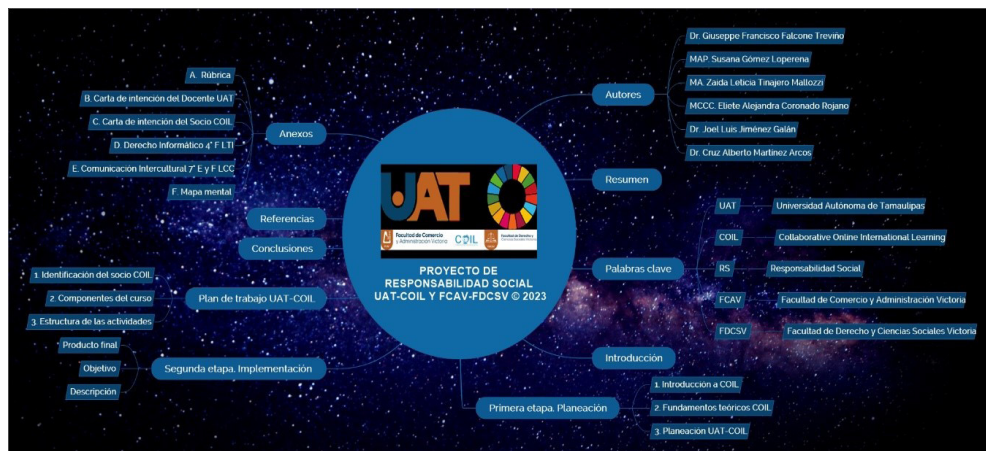 UAT
Facultad de Comercio
y Administración Victoria
COIL
Facultad de Derecho y
Ciencias Sociales Victoria
PROYECTO DE
RESPONSABILIDAD SOCIAL
UAT-COIL Y FCAV-FDCSV © 2023
Autores
Dr. Giuseppe Francisco Falcone Treviño
MAP. Susana Gómez Loperena
MA. Zaida Leticia Tinajero Mallozzi
MCCC. Eliete Alejandra Coronado Rojano
Dr. Joel Luis Jiménez Galán
Dr. Cruz Alberto Martínez Arcos
Resumen
Palabras clave
UAT
Universidad Autónoma de Tamaulipas
COIL
Collaborative Online International Learning
RS
Responsabilidad Social
FCAV
Facultad de Comercio y Administración Victoria
FDCSV
Facultad de Derecho y Ciencias Sociales Victoria
Introducción
Primera etapa. Planeación
1. Introducción a COIL
2. Fundamentos teóricos COIL
3. Planeación UAT-COIL
Segunda etapa. Implementación
Producto final
Objetivo
Descripción
Plan de trabajo UAT-COIL
1. Identificación del socio COIL
2. Componentes del curso
3. Estructura de las actividades
Conclusiones
Referencias
Anexos
A. Rúbrica
B. Carta de intención del Docente UAT
C. Carta de intención del Socio COIL
D. Derecho Informático 4° F LTI
E. Comunicación Intercultural 7° E y F LCC
F. Mapa mental